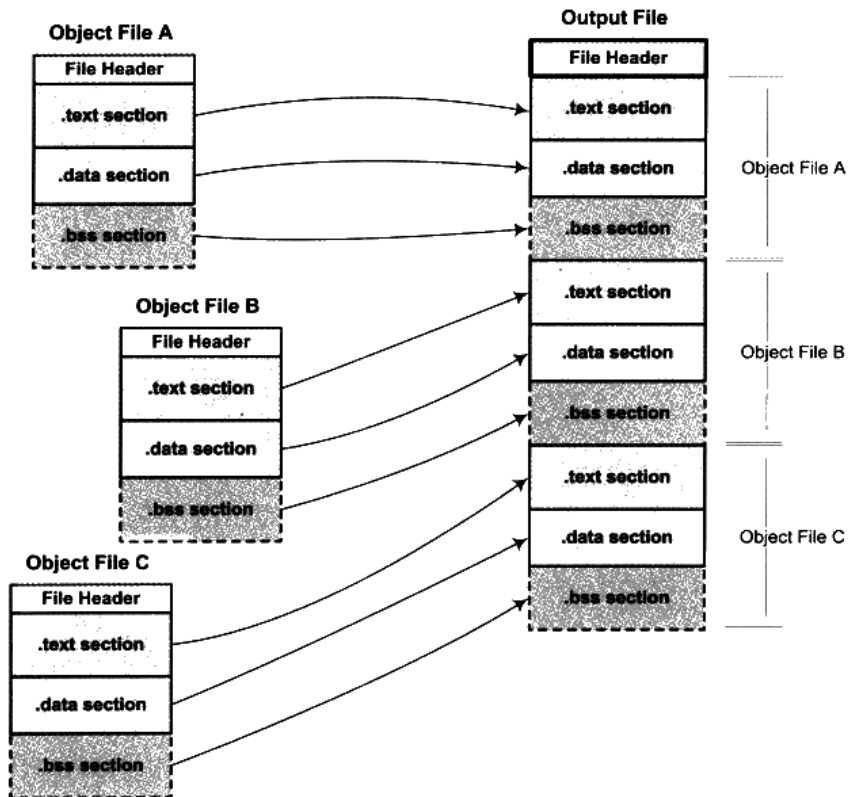 Object File A
File Header
.text section
.data section
.bss section
Object File B
File Header
.text section
.data section
.bss section
Object File C
File Header
.text section
.data section
.bss section
Output File
File Header
.text section
.data section
.bss section
Object File A
.text section
.data section
.bss section
Object File B
.text section
.data section
.bss section
Object File C